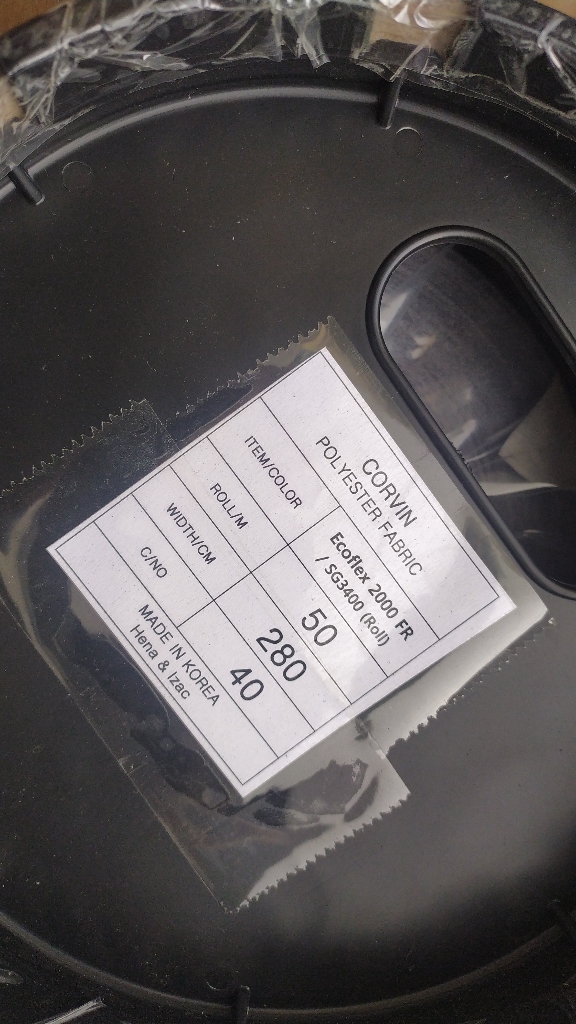 CORVIN
POLYESTER FABRIC
ITEM/COLOR
Ecoflex 2000 FR
/ SG3400 (Roll)
ROLL/M
50
WIDTH/CM
280
C/NO
40
MADE IN KOREA
Hena & Izac